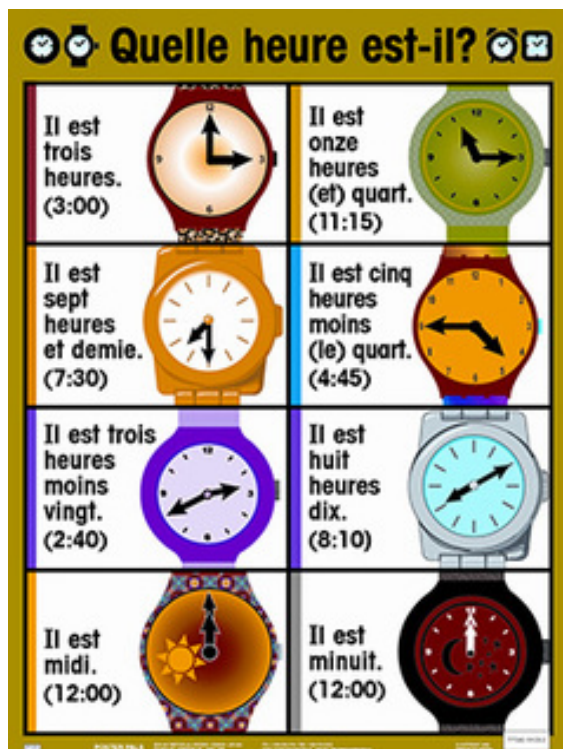 Quelle heure est-il?
Il est
trois
heures.
(3:00)
Il est
onze
heures
(et) quart.
(11:15)
Il est
sept
heures
et demie.
(7:30)
Il est cinq
heures
moins
(le) quart.
(4:45)
Il est trois
heures
moins
vingt.
(2:40)
Il est
huit
heures
dix.
(8:10)
Il est
midi.
(12:00)
Il est
minuit.
(12:00)